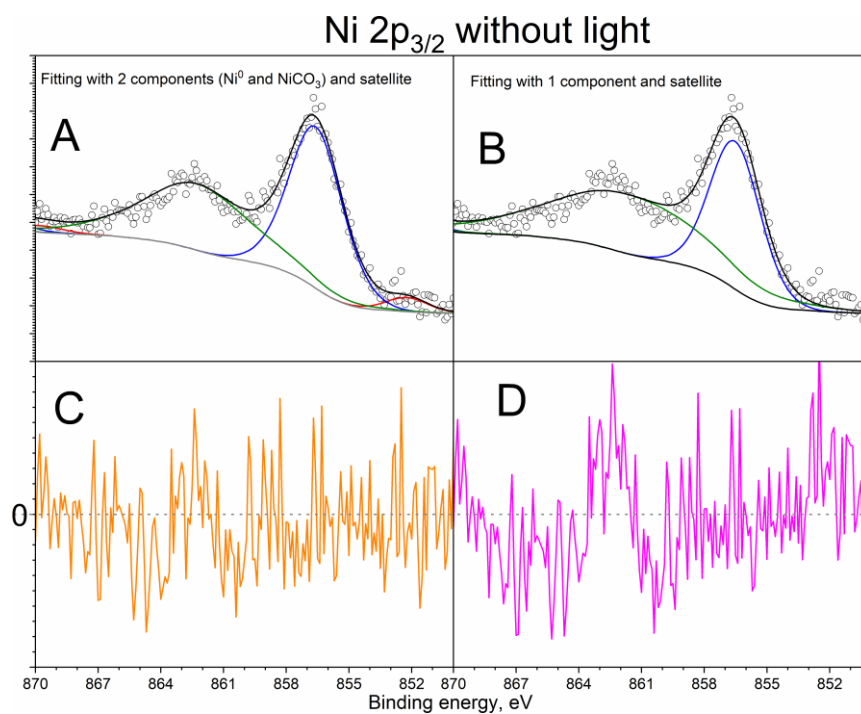 Ni 2p₃/₂ without light
Fitting with 2 components (Ni⁰ and NiCO₃) and satellite
Fitting with 1 component and satellite
A
B
C
D
0
870 867 864 861 858 855 852 870 867 864 861 858 855 852
Binding energy, eV